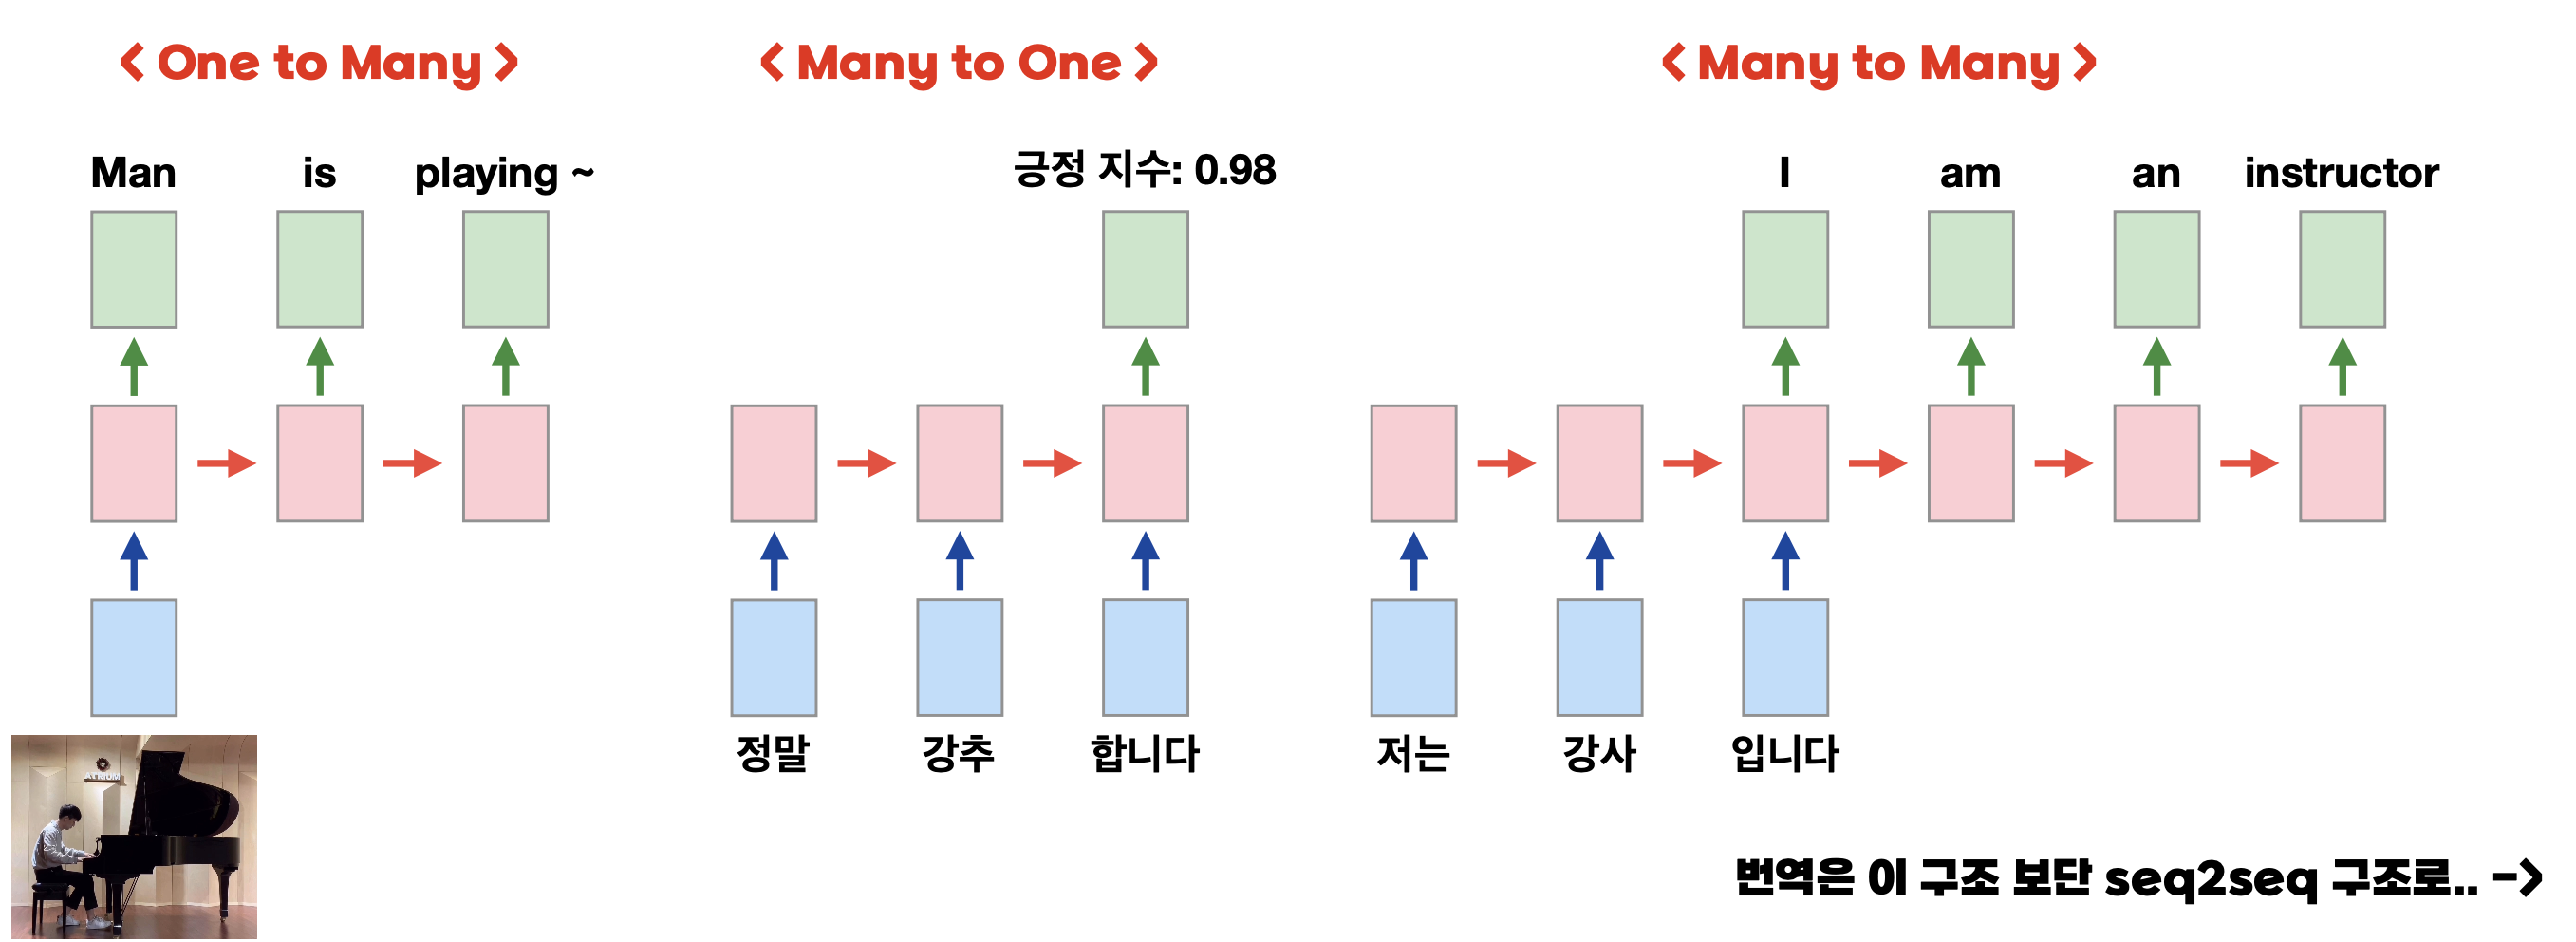 < One to Many >
Man is playing ~
ATRIUM
< Many to One >
긍정 지수: 0.98
정말 강추 합니다
< Many to Many >
I am an instructor
저는 강사 입니다
번역은 이 구조 보단 seq2seq 구조로.. ->